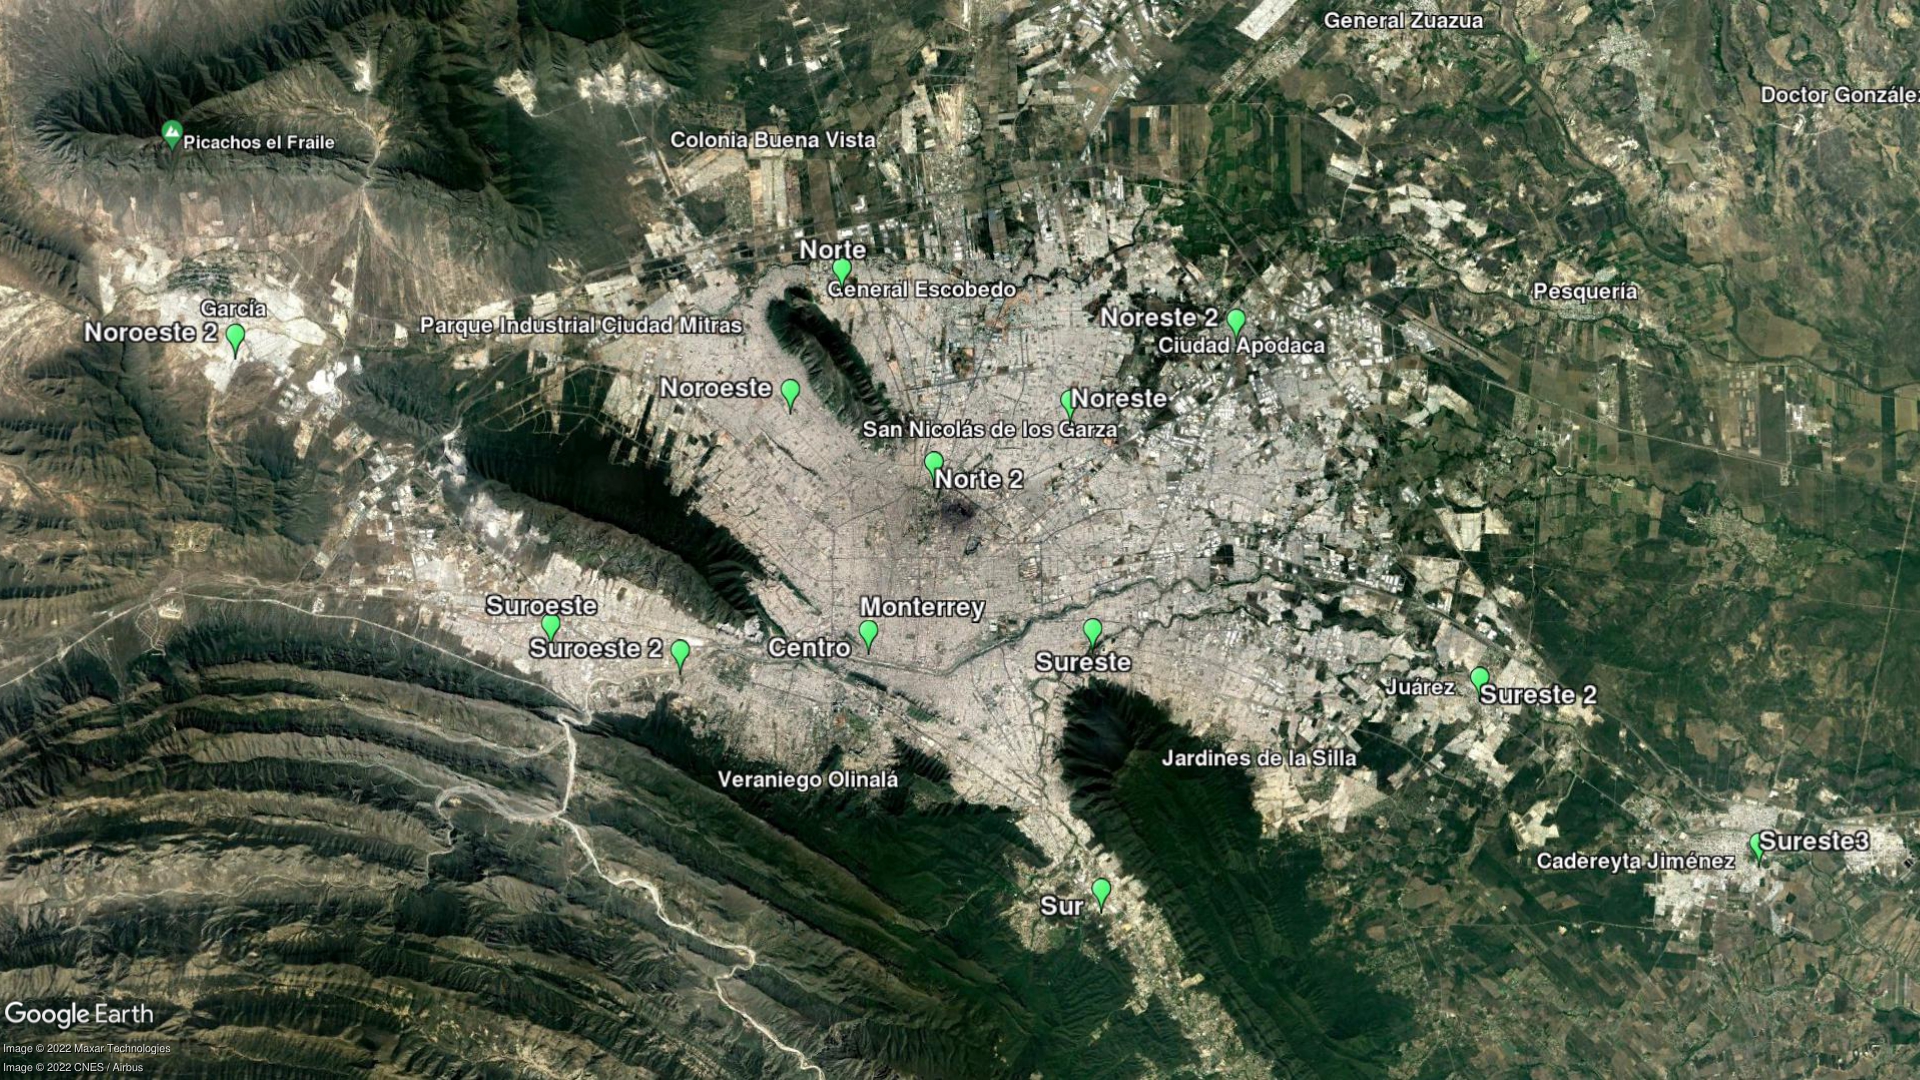 General Zuazua
Doctor González
Colonia Buena Vista
Picachos el Fraile
Norte
General Escobedo
Pesquería
García
Noroeste 2
Parque Industrial Ciudad Mitras
Noreste 2
Ciudad Apodaca
Noroeste
Noreste
San Nicolás de los Garza
Norte 2
Suroeste
Monterrey
Suroeste 2
Centro
Sureste
Juárez
Sureste 2
Jardines de la Silla
Veraniego Olinalá
Sureste3
Cadereyta Jiménez
Sur
Google Earth
Image © 2022 Maxar Technologies
Image © 2022 CNES / Airbus